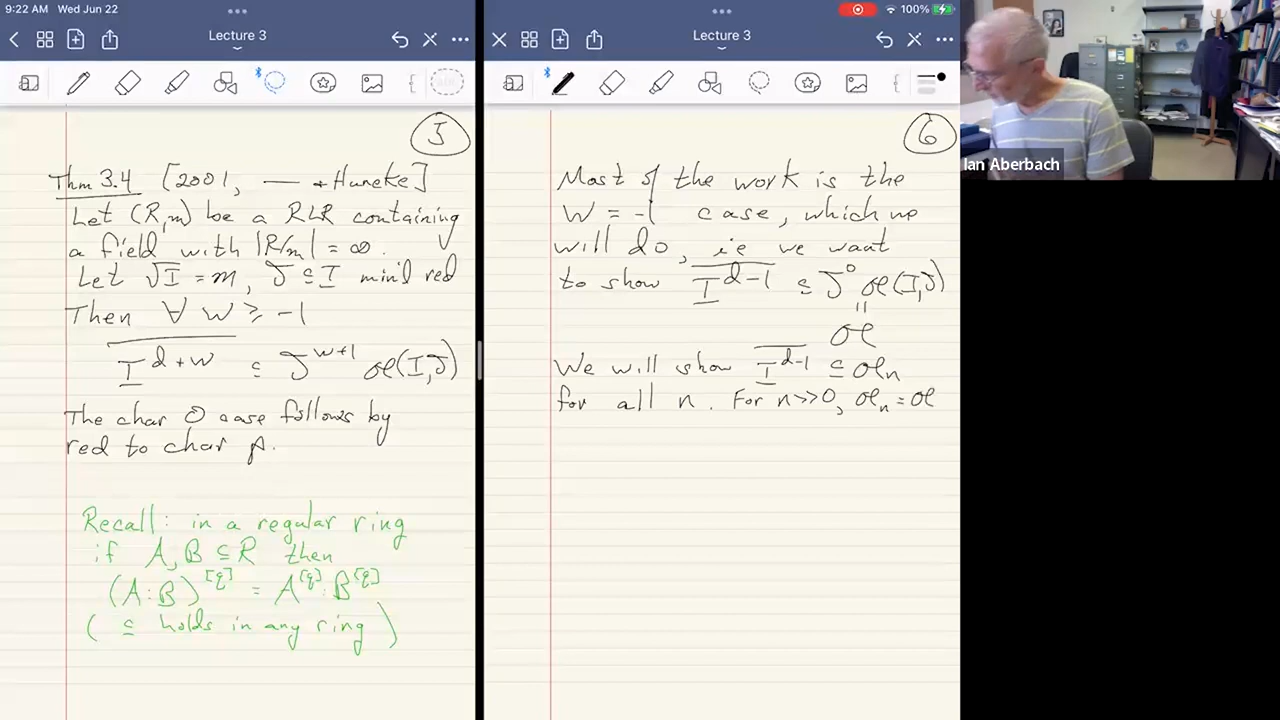 9:22 AM Wed Jun 22
100%
Lecture 3
Lecture 3
5
Thm 3.4 [2001, — + Huneke]
Let (R,m) be a RLR containing
a field with |R/m| = ∞.
Let √I = m, J ⊆ I min'l red
Then ∀ w ≥ -1
\overline{I^{d+w}} ⊆ J^{w+1} 𝔞(I,J)
The char 0 case follows by
red to char p.
Recall: in a regular ring
if A, B ⊆ R then
(A:B)^{[q]} = A^{[q]} : B^{[q]}
( ⊆ holds in any ring )
6
Most of the work is the
w = -1 case, which we
will do, i.e we want
to show \overline{I^{d-1}} ⊆ J^0 𝔞(I,J)
=
𝔞
We will show \overline{I^{d-1}} ⊆ 𝔞_n
for all n. For n>>0, 𝔞_n = 𝔞
Ian Aberbach